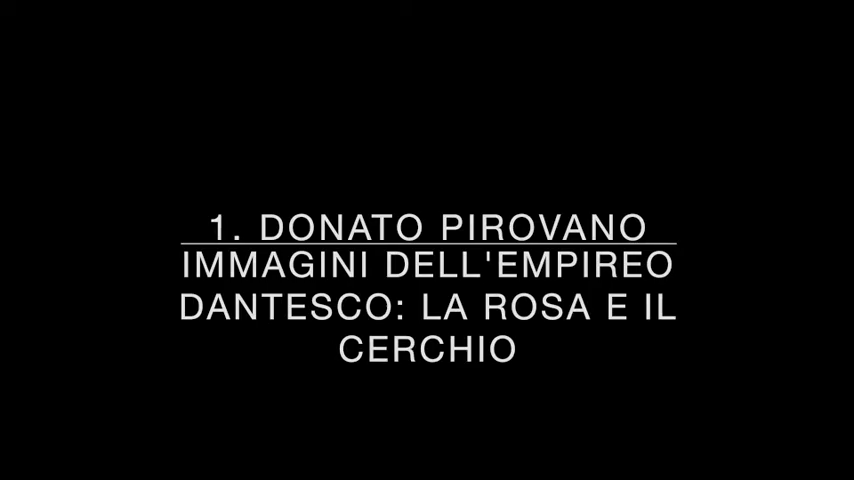 1. DONATO PIROVANO
IMMAGINI DELL'EMPIREO
DANTESCO: LA ROSA E IL
CERCHIO